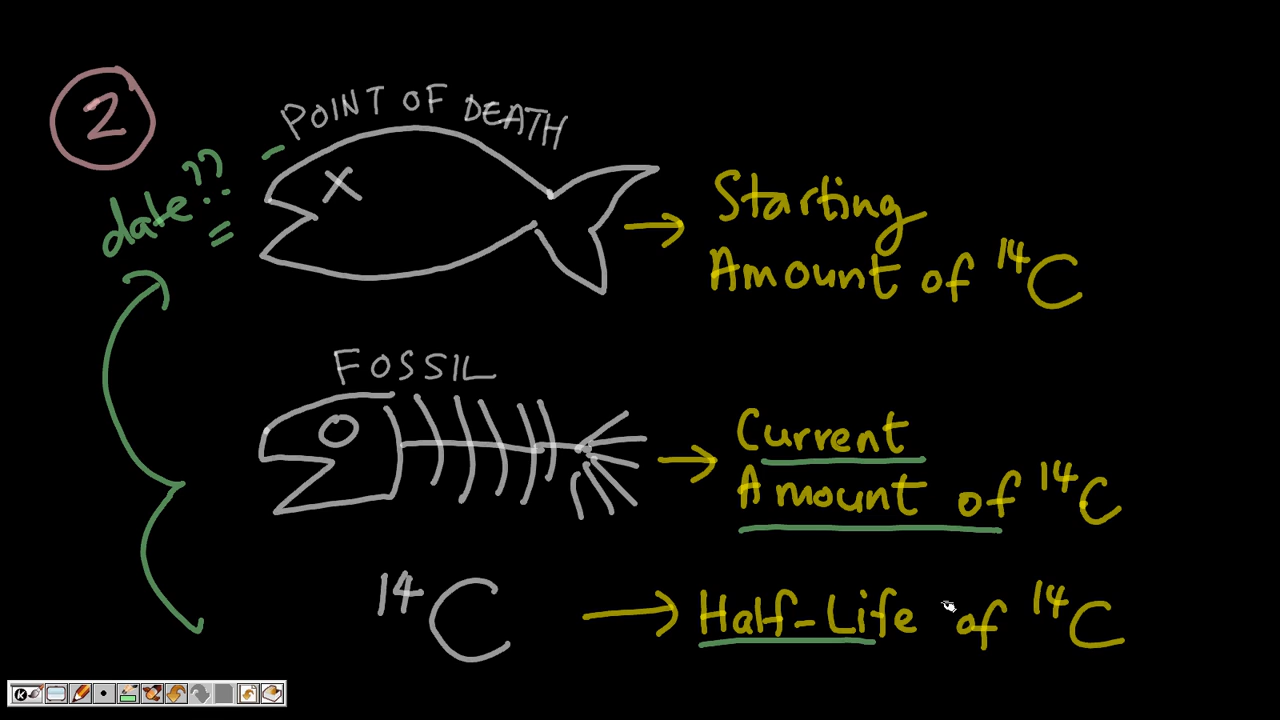 2
POINT OF DEATH
date??
Starting
Amount of ¹⁴C
FOSSIL
Current
Amount of ¹⁴C
¹⁴C
Half-Life of ¹⁴C